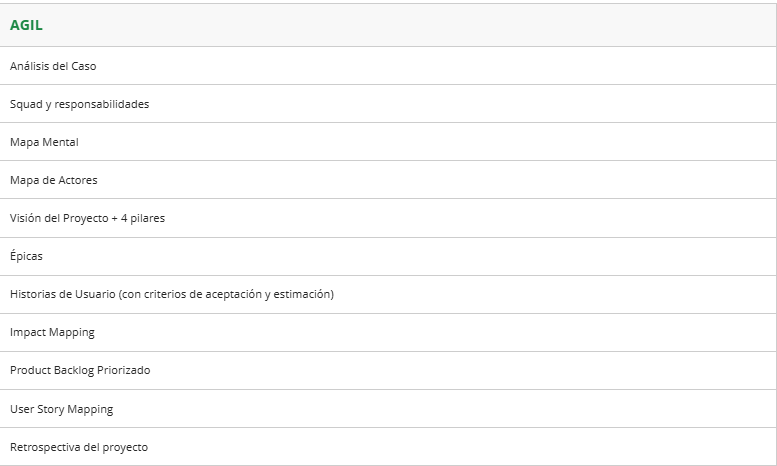 AGIL
Análisis del Caso
Squad y responsabilidades
Mapa Mental
Mapa de Actores
Visión del Proyecto + 4 pilares
Épicas
Historias de Usuario (con criterios de aceptación y estimación)
Impact Mapping
Product Backlog Priorizado
User Story Mapping
Retrospectiva del proyecto